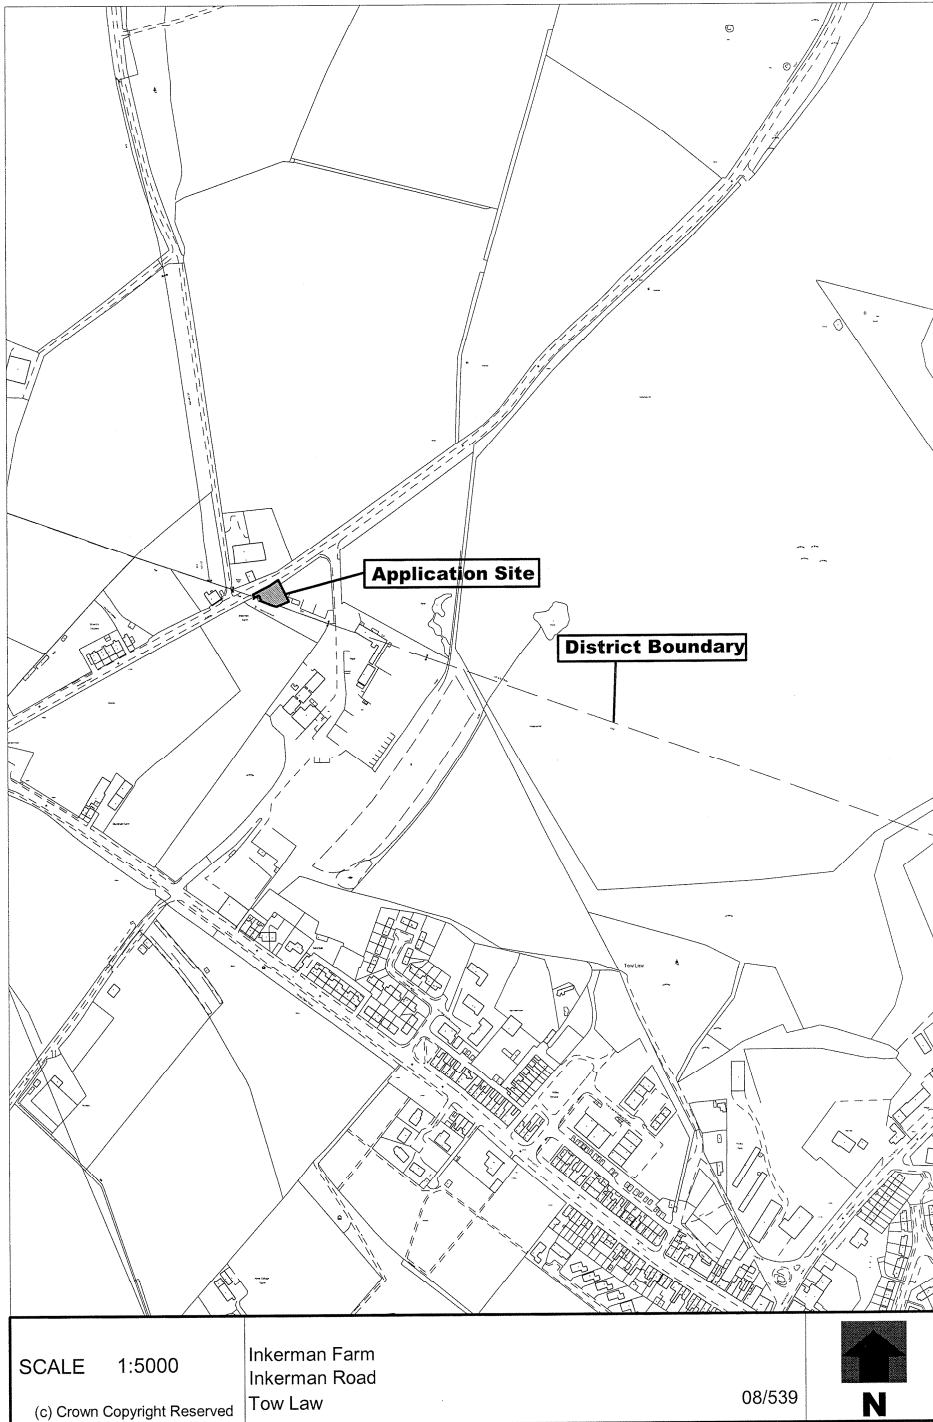 Application Site
District Boundary
Tow Law
SCALE 1:5000
(c) Crown Copyright Reserved
Inkerman Farm
Inkerman Road
Tow Law
08/539
N